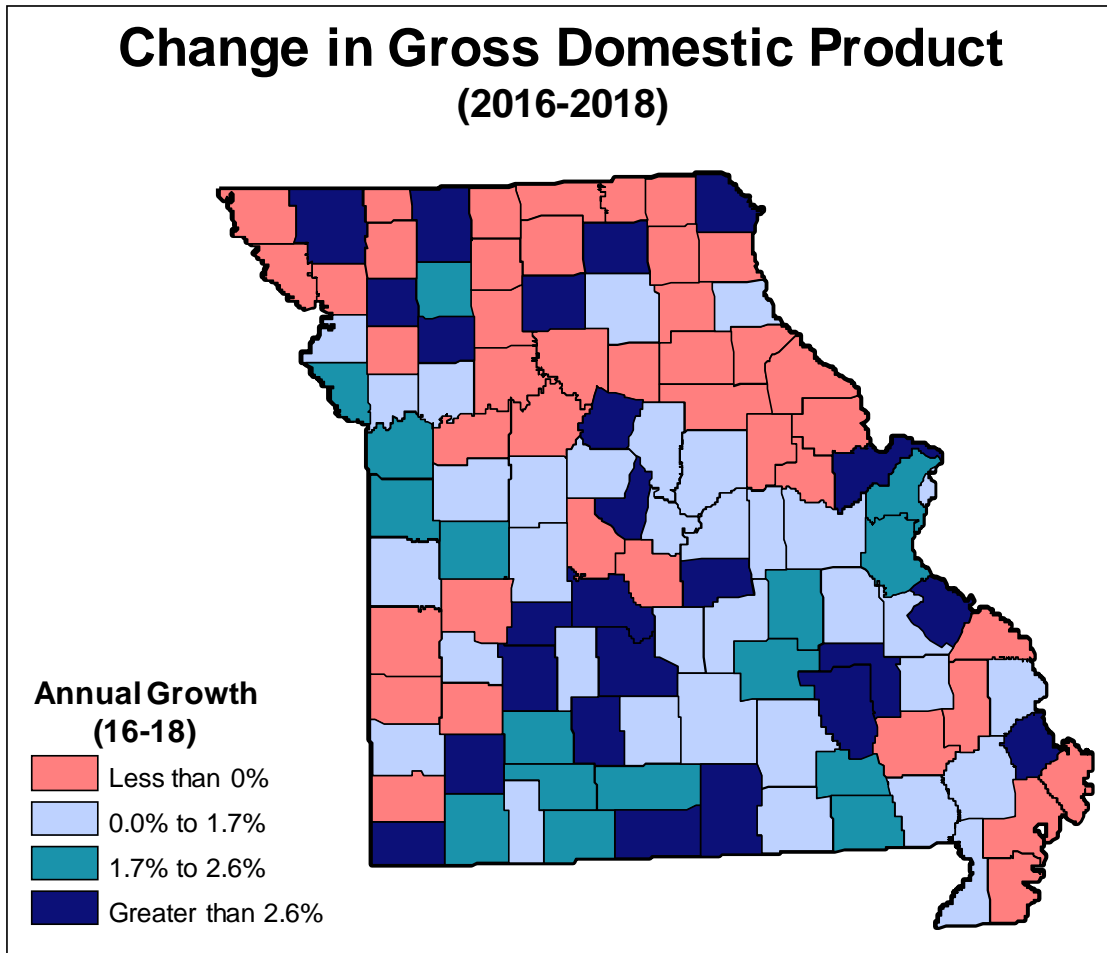 Change in Gross Domestic Product
(2016-2018)
Annual Growth
(16-18)
Less than 0%
0.0% to 1.7%
1.7% to 2.6%
Greater than 2.6%